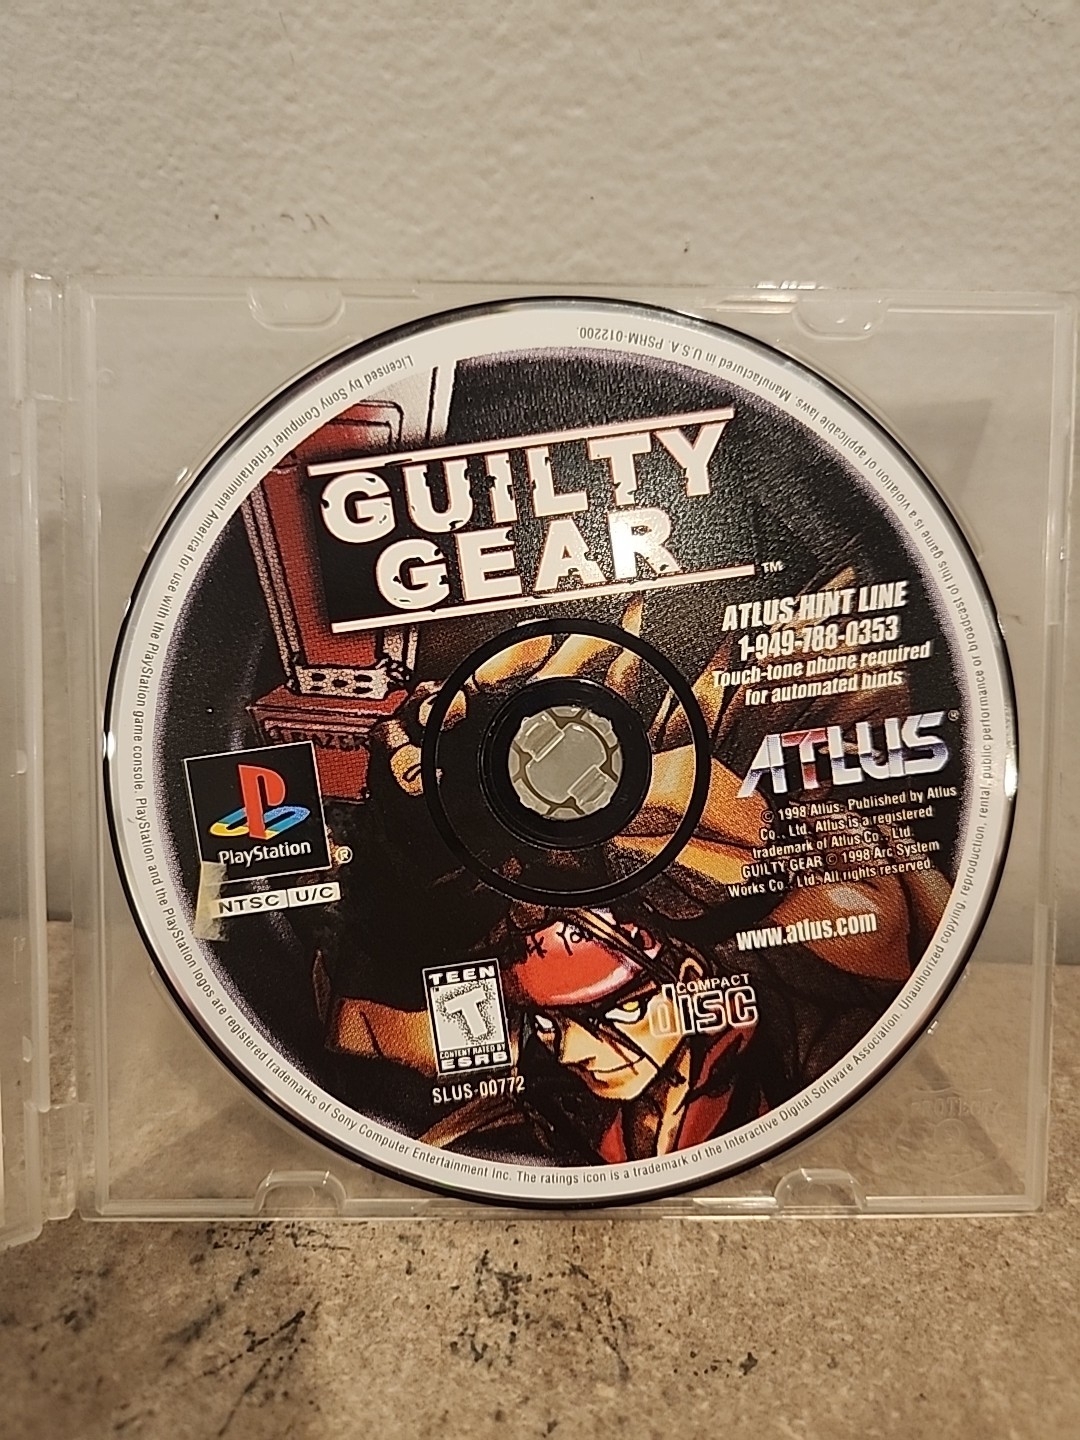 GUILTY
GEAR
™
ATLUS HINT LINE
1-949-788-0353
Touch-tone phone required
for automated hints
ATLUS®
© 1998 Atlus. Published by Atlus
Co., Ltd. Atlus is a registered
trademark of Atlus Co., Ltd.
GUILTY GEAR © 1998 Arc System
Works Co., Ltd. All rights reserved.
www.atlus.com
PlayStation
®
NTSC U/C
TEEN
T
CONTENT RATED BY
ESRB
SLUS-00772
COMPACT
disc
Licensed by Sony Computer Entertainment America for use with the PlayStation game console. PlayStation and the PlayStation logos are registered trademarks of Sony Computer Entertainment Inc. The ratings icon is a trademark of the Interactive Digital Software Association. Unauthorized copying, reproduction, rental, public performance or broadcast of this game is a violation of applicable laws. Manufactured in U.S.A. PSRM-012200.